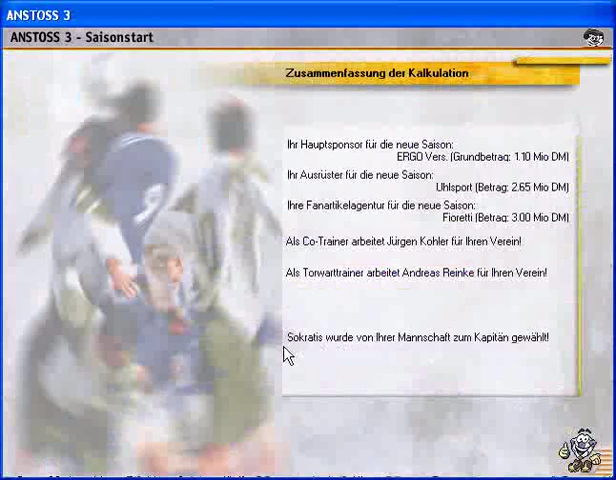 ANSTOSS 3
ANSTOSS 3 - Saisonstart
Zusammenfassung der Kalkulation
Ihr Hauptsponsor für die neue Saison:
ERGO Vers. (Grundbetrag: 1.10 Mio DM)
Ihr Ausrüster für die neue Saison:
Uhlsport (Betrag: 2.65 Mio DM)
Ihre Fanartikelagentur für die neue Saison:
Fioretti (Betrag: 3.00 Mio DM)
Als Co-Trainer arbeitet Jürgen Kohler für Ihren Verein!
Als Torwarttrainer arbeitet Andreas Reinke für Ihren Verein!
Sokratis wurde von Ihrer Mannschaft zum Kapitän gewählt!